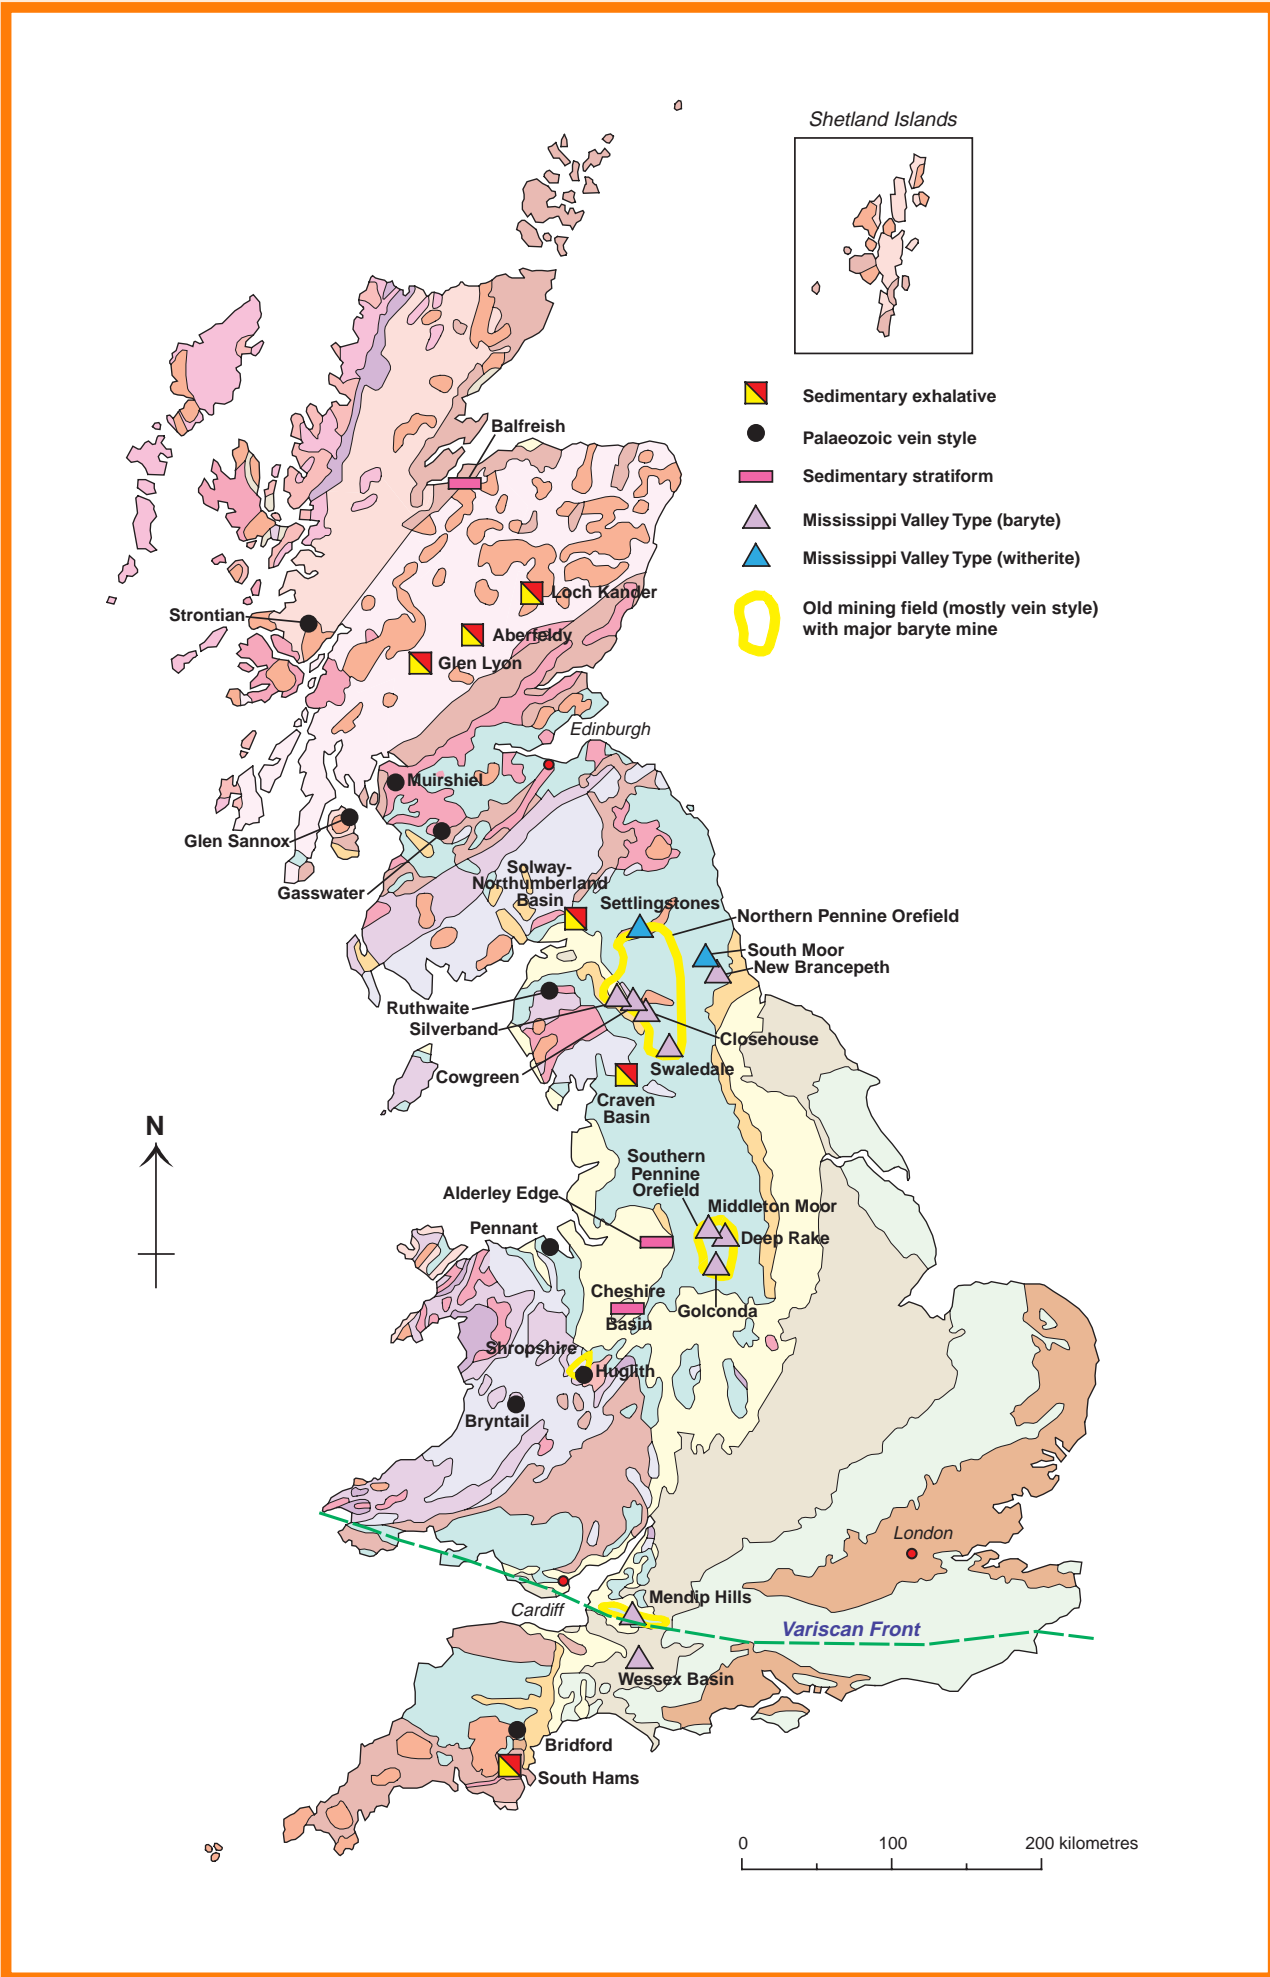 Shetland Islands
Sedimentary exhalative
Palaeozoic vein style
Sedimentary stratiform
Mississippi Valley Type (baryte)
Mississippi Valley Type (witherite)
Old mining field (mostly vein style)
with major baryte mine
Balfreish
Loch Kander
Strontian
Aberfeldy
Glen Lyon
Edinburgh
Muirshiel
Glen Sannox
Gasswater
Solway-
Northumberland
Basin
Settlingstones
Northern Pennine Orefield
South Moor
New Brancepeth
Ruthwaite
Silverband
Closehouse
Swaledale
Cowgreen
Craven
Basin
N
Southern
Pennine
Orefield
Alderley Edge
Middleton Moor
Pennant
Deep Rake
Cheshire
Basin
Golconda
Shropshire
Huglith
Bryntail
London
Mendip Hills
Cardiff
Variscan Front
Wessex Basin
Bridford
South Hams
0 100 200 kilometres